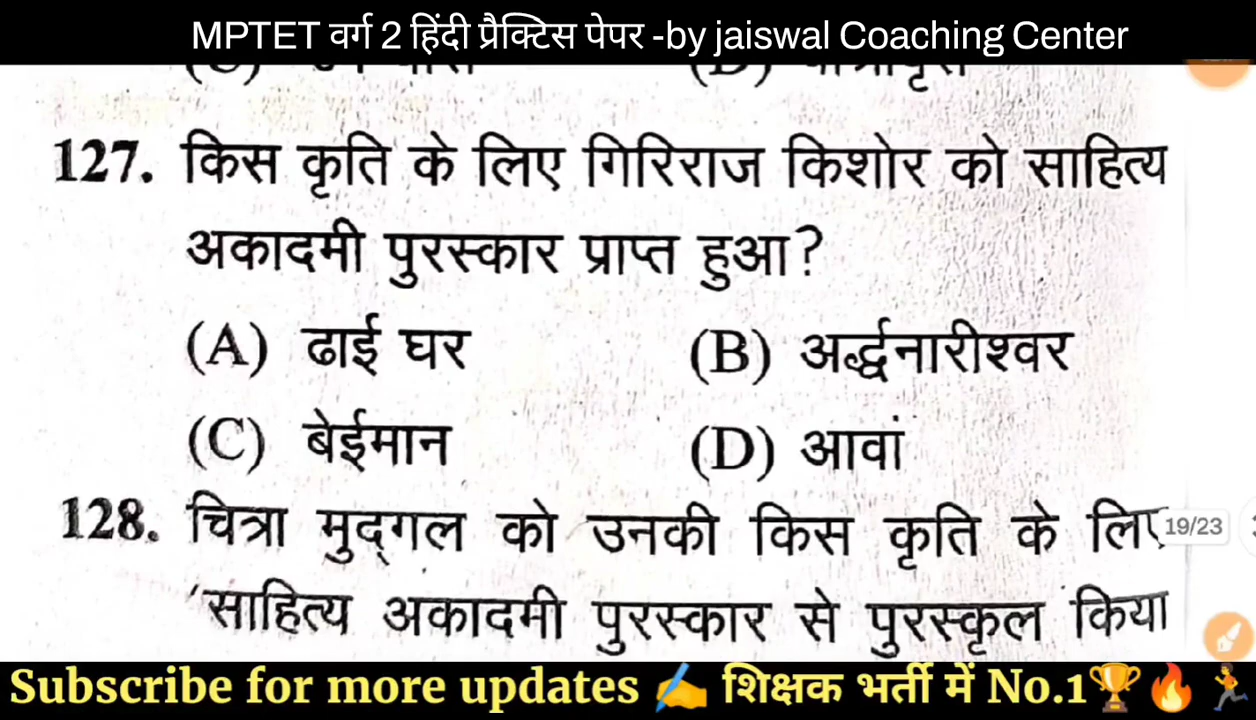 MPTET वर्ग 2 हिंदी प्रैक्टिस पेपर -by jaiswal Coaching Center
127. किस कृति के लिए गिरिराज किशोर को साहित्य
अकादमी पुरस्कार प्राप्त हुआ?
(A) ढाई घर (B) अर्द्धनारीश्वर
(C) बेईमान (D) आवां
128. चित्रा मुद्गल को उनकी किस कृति के लिए
19/23
'साहित्य अकादमी पुरस्कार से पुरस्कृल किया
Subscribe for more updates ✍️ शिक्षक भर्ती में No.1🏆🔥🏃